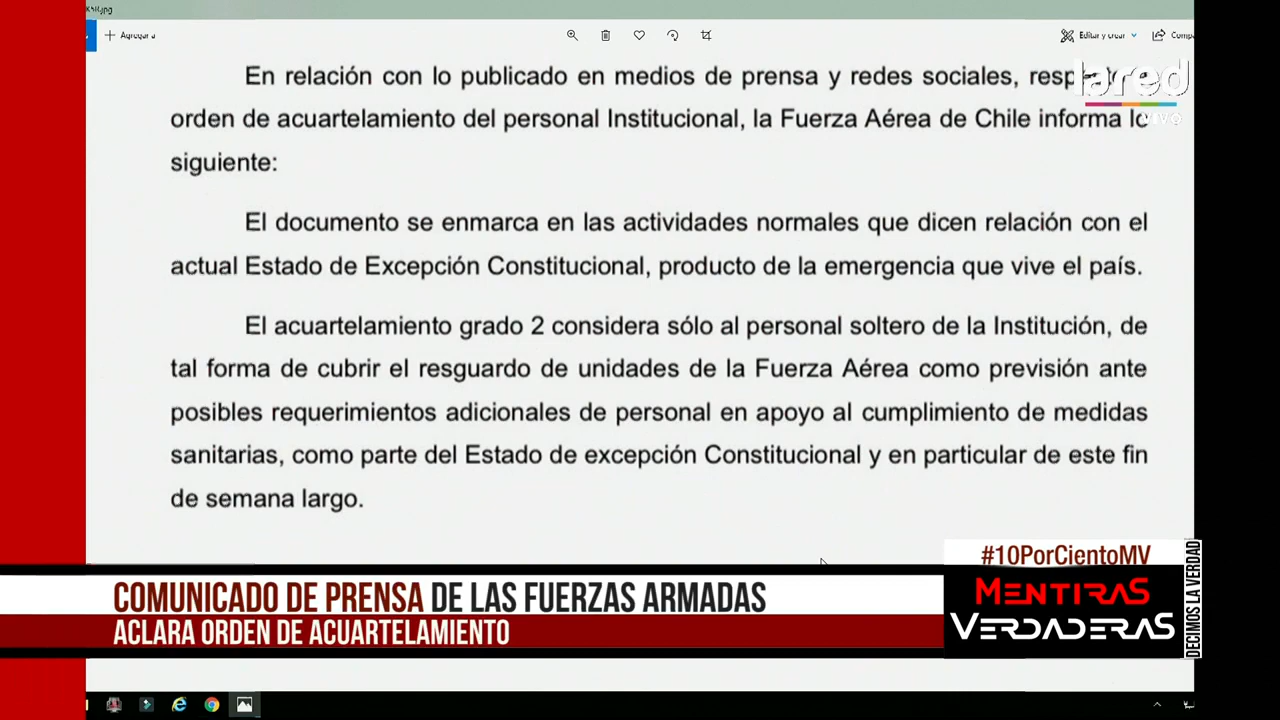 Agregar a
Editar y crear
lared
VIVO
En relación con lo publicado en medios de prensa y redes sociales,
orden de acuartelamiento del personal Institucional, la Fuerza Aérea de Chile informa lo
siguiente:
El documento se enmarca en las actividades normales que dicen relación con el
actual Estado de Excepción Constitucional, producto de la emergencia que vive el país.
El acuartelamiento grado 2 considera sólo al personal soltero de la Institución, de
tal forma de cubrir el resguardo de unidades de la Fuerza Aérea como previsión ante
posibles requerimientos adicionales de personal en apoyo al cumplimiento de medidas
sanitarias, como parte del Estado de excepción Constitucional y en particular de este fin
de semana largo.
#10PorCientoMV
COMUNICADO DE PRENSA DE LAS FUERZAS ARMADAS
ACLARA ORDEN DE ACUARTELAMIENTO
MENTIRAS
VERDADERAS
DECIMOS LA VERDAD